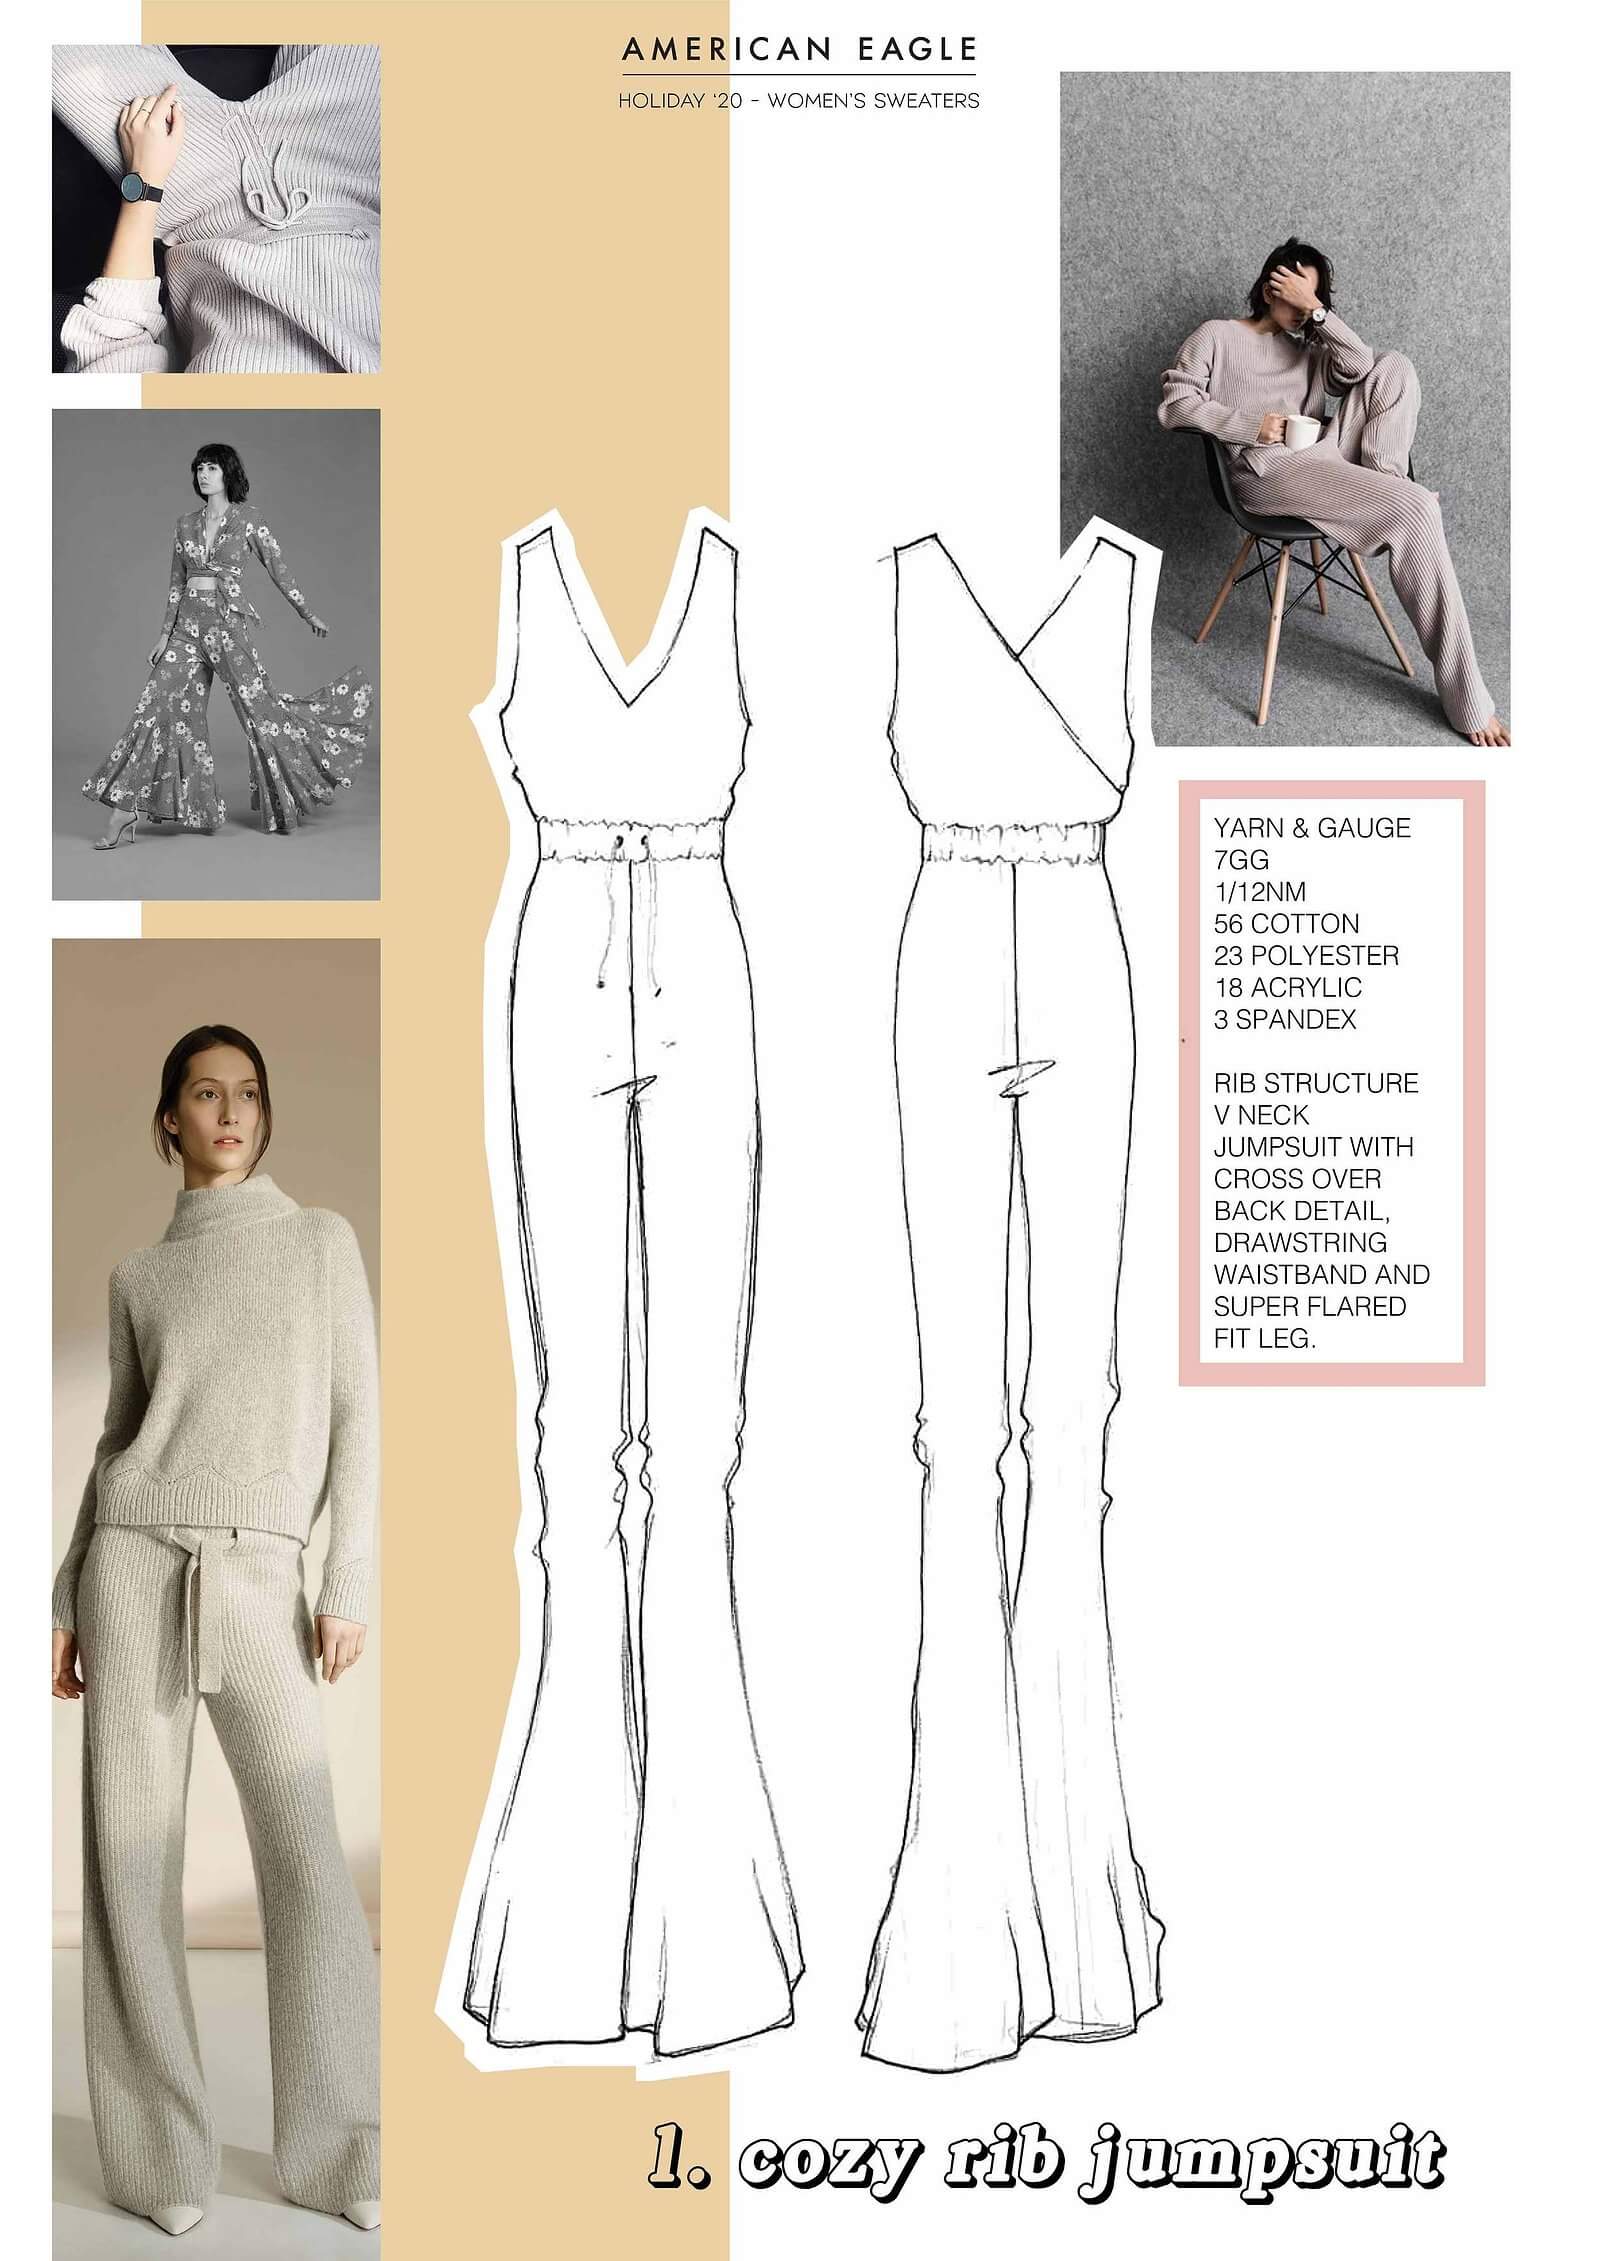 AMERICAN EAGLE
HOLIDAY '20 - WOMEN'S SWEATERS
YARN & GAUGE
7GG
1/12NM
56 COTTON
23 POLYESTER
18 ACRYLIC
3 SPANDEX
RIB STRUCTURE
V NECK
JUMPSUIT WITH
CROSS OVER
BACK DETAIL,
DRAWSTRING
WAISTBAND AND
SUPER FLARED
FIT LEG.
1. cozy rib jumpsuit